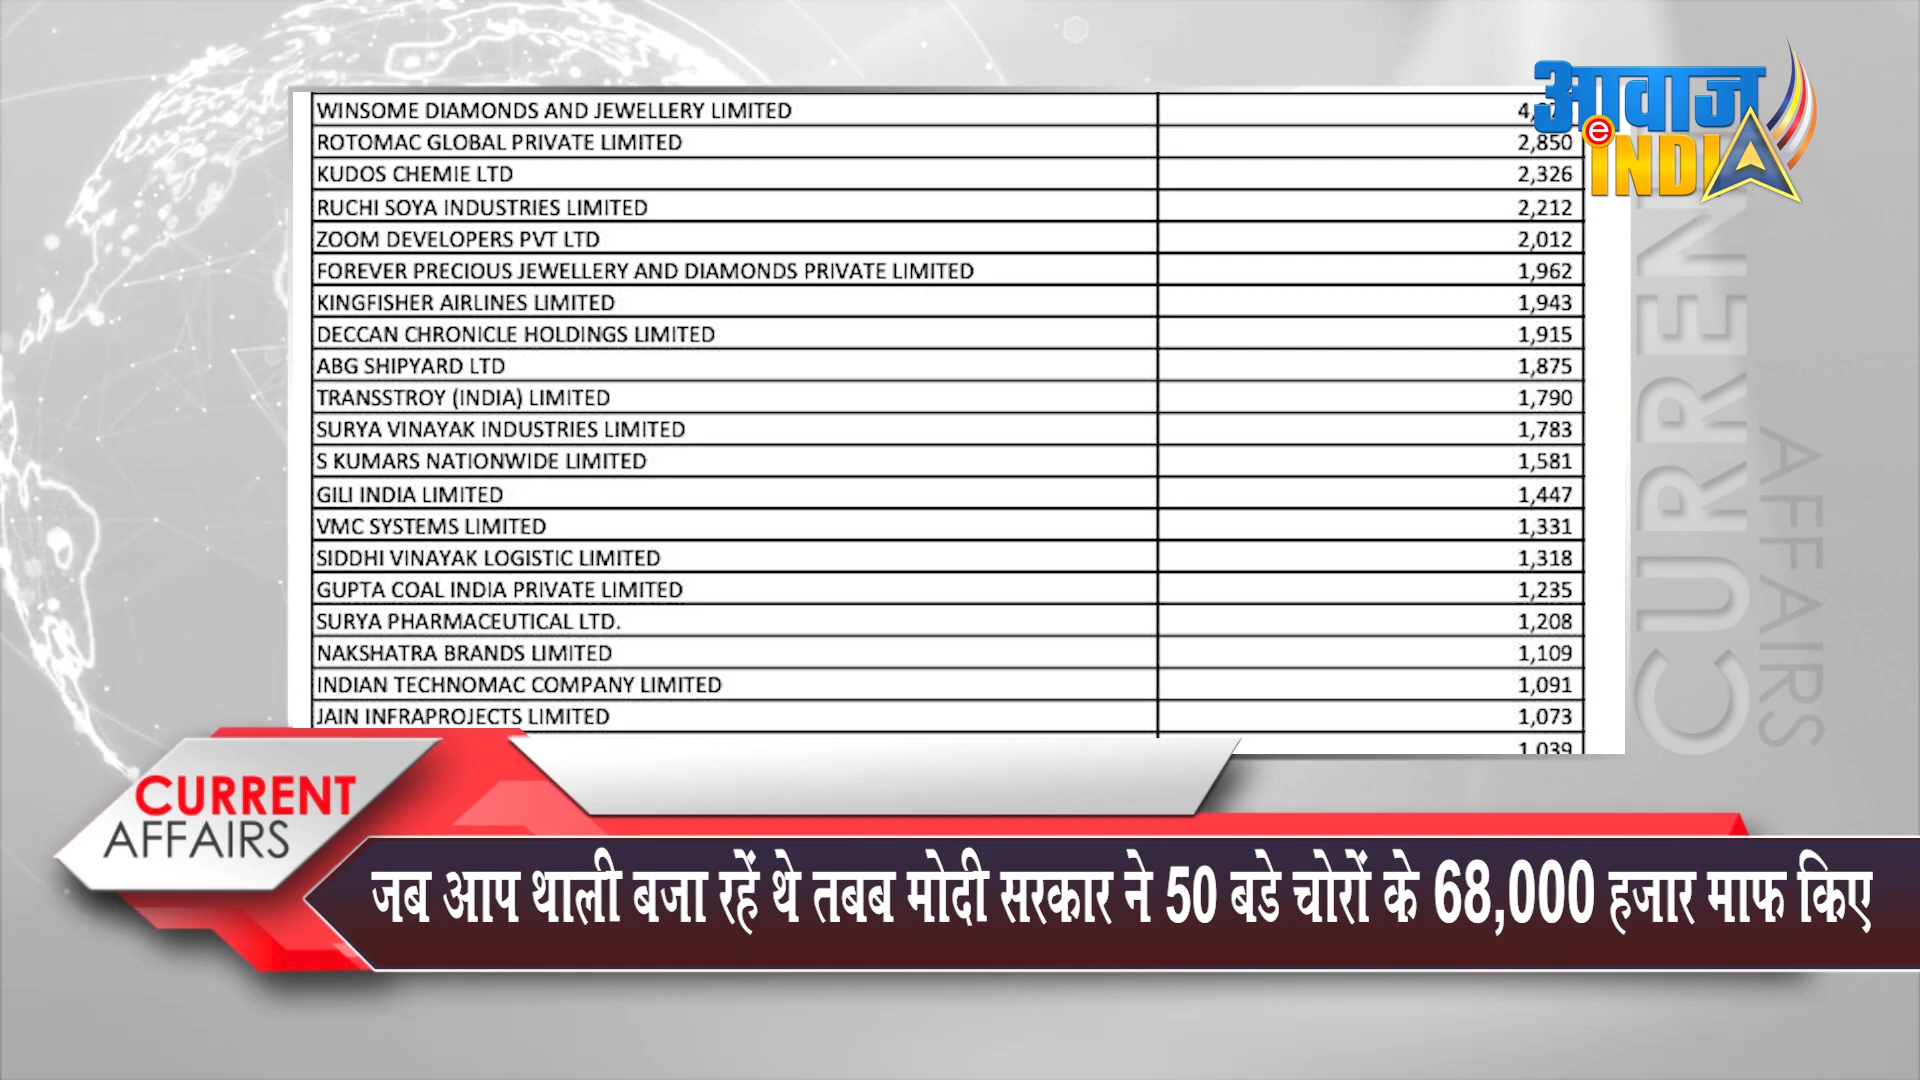 आवाज
e
INDIA
WINSOME DIAMONDS AND JEWELLERY LIMITED
ROTOMAC GLOBAL PRIVATE LIMITED 2,850
KUDOS CHEMIE LTD 2,326
RUCHI SOYA INDUSTRIES LIMITED 2,212
ZOOM DEVELOPERS PVT LTD 2,012
FOREVER PRECIOUS JEWELLERY AND DIAMONDS PRIVATE LIMITED 1,962
KINGFISHER AIRLINES LIMITED 1,943
DECCAN CHRONICLE HOLDINGS LIMITED 1,915
ABG SHIPYARD LTD 1,875
TRANSSTROY (INDIA) LIMITED 1,790
SURYA VINAYAK INDUSTRIES LIMITED 1,783
S KUMARS NATIONWIDE LIMITED 1,581
GILI INDIA LIMITED 1,447
VMC SYSTEMS LIMITED 1,331
SIDDHI VINAYAK LOGISTIC LIMITED 1,318
GUPTA COAL INDIA PRIVATE LIMITED 1,235
SURYA PHARMACEUTICAL LTD. 1,208
NAKSHATRA BRANDS LIMITED 1,109
INDIAN TECHNOMAC COMPANY LIMITED 1,091
JAIN INFRAPROJECTS LIMITED 1,073
1,039
CURREN
AFFAIRS
CURRENT
AFFAIRS
जब आप थाली बजा रहें थे तबब मोदी सरकार ने 50 बडे चोरों के 68,000 हजार माफ किए